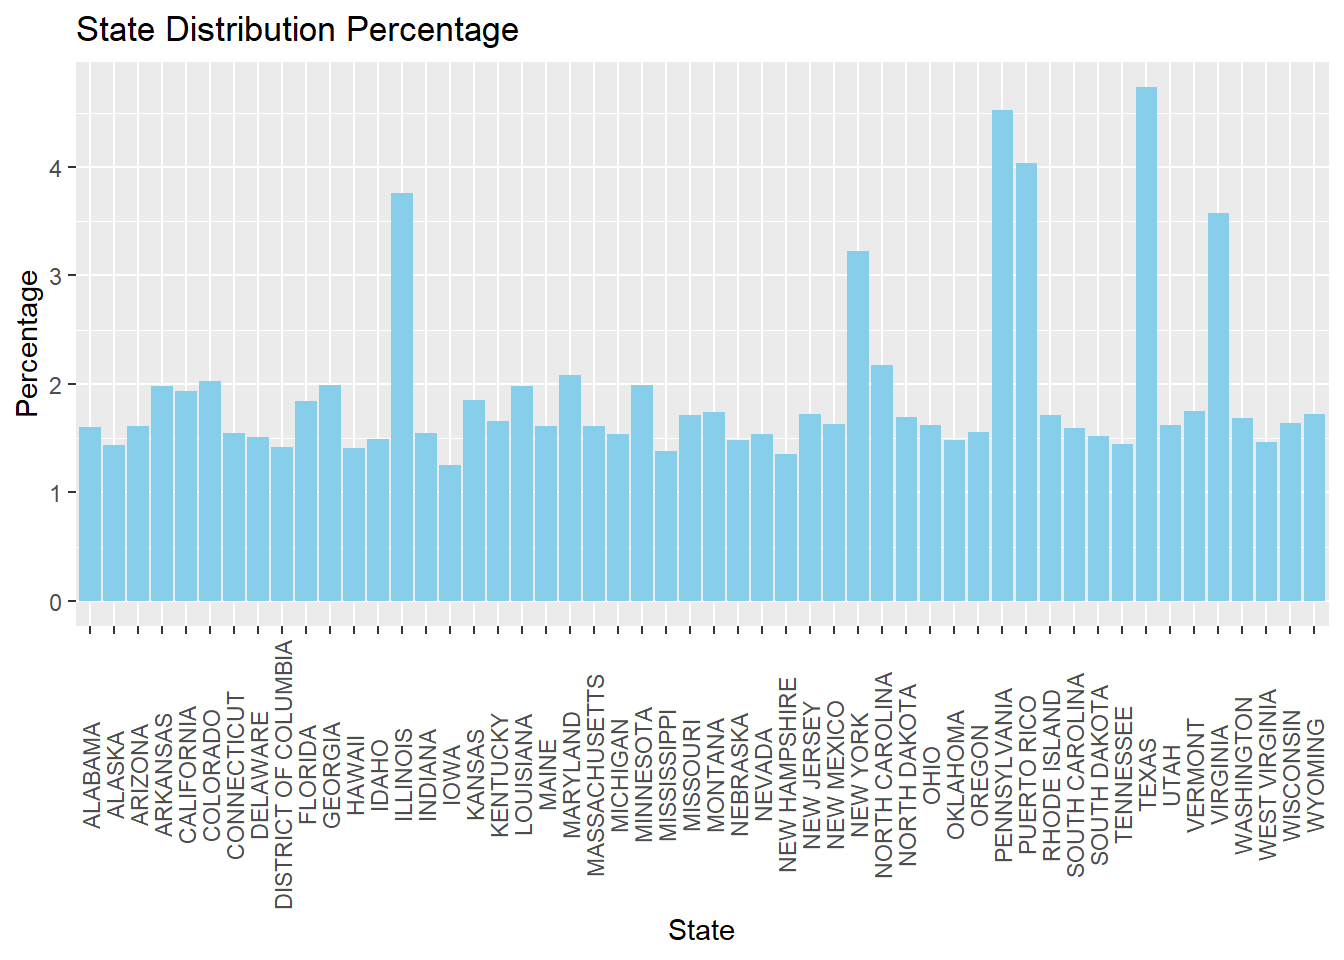 State Distribution Percentage
Percentage
4
3
2
1
0
ALABAMA
ALASKA
ARIZONA
ARKANSAS
CALIFORNIA
COLORADO
CONNECTICUT
DELAWARE
DISTRICT OF COLUMBIA
FLORIDA
GEORGIA
HAWAII
IDAHO
ILLINOIS
INDIANA
IOWA
KANSAS
KENTUCKY
LOUISIANA
MAINE
MARYLAND
MASSACHUSETTS
MICHIGAN
MINNESOTA
MISSISSIPPI
MISSOURI
MONTANA
NEBRASKA
NEVADA
NEW HAMPSHIRE
NEW JERSEY
NEW MEXICO
NEW YORK
NORTH CAROLINA
NORTH DAKOTA
OHIO
OKLAHOMA
OREGON
PENNSYLVANIA
PUERTO RICO
RHODE ISLAND
SOUTH CAROLINA
SOUTH DAKOTA
TENNESSEE
TEXAS
UTAH
VERMONT
VIRGINIA
WASHINGTON
WEST VIRGINIA
WISCONSIN
WYOMING
State